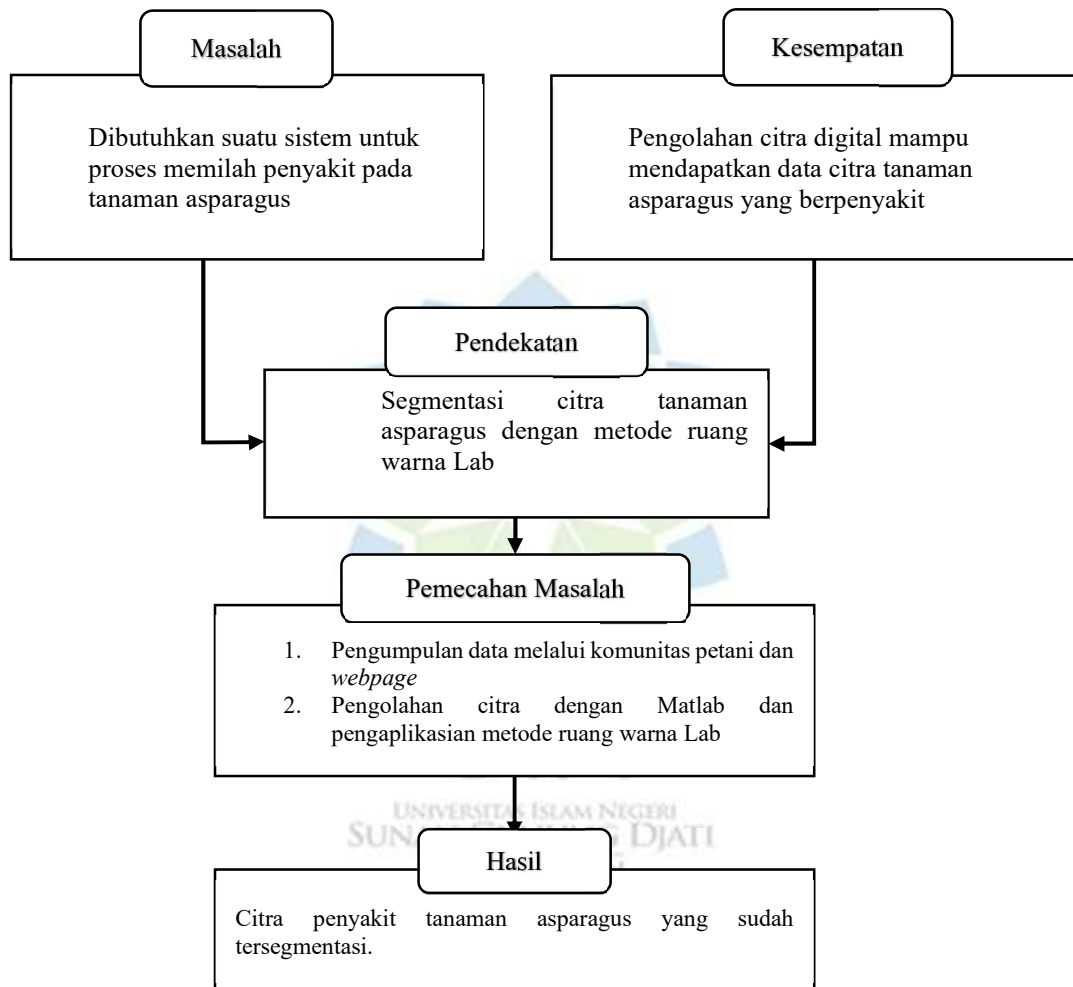 Masalah
Dibutuhkan suatu sistem untuk
proses memilah penyakit pada
tanaman asparagus
Kesempatan
Pengolahan citra digital mampu
mendapatkan data citra tanaman
asparagus yang berpenyakit
Pendekatan
Segmentasi citra tanaman
asparagus dengan metode ruang
warna Lab
Pemecahan Masalah
1. Pengumpulan data melalui komunitas petani dan
webpage
2. Pengolahan citra dengan Matlab dan
pengaplikasian metode ruang warna Lab
UNIVERSITAS ISLAM NEGERI
DJATI
Hasil
Citra penyakit tanaman asparagus yang sudah
tersegmentasi.